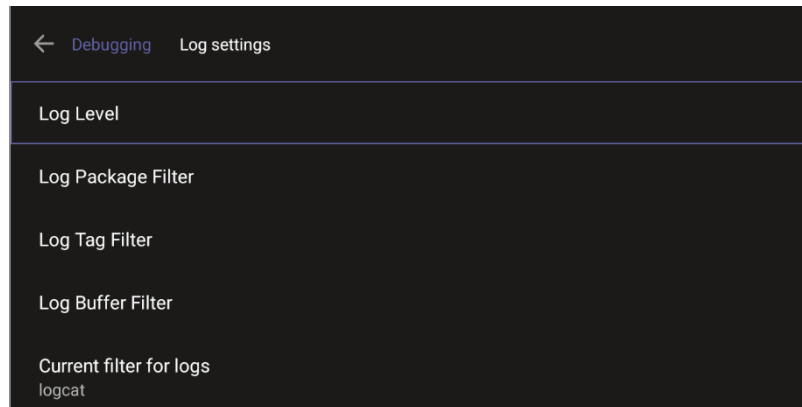 Debugging Log settings
Log Level
Log Package Filter
Log Tag Filter
Log Buffer Filter
Current filter for logs
logcat